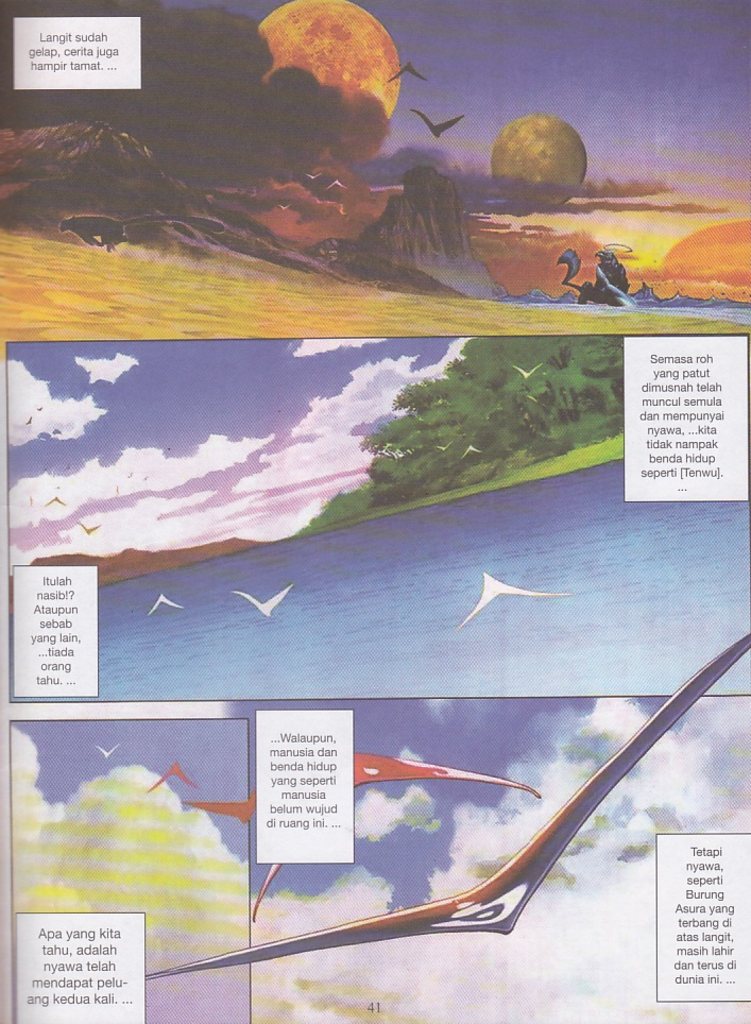 Langit sudah
gelap, cerita juga
hampir tamat. ...
Semasa roh
yang patut
dimusnah telah
muncul semula
dan mempunyai
nyawa, ...kita
tidak nampak
benda hidup
seperti [Tenwu].
...
Itulah
nasib!?
Ataupun
sebab
yang lain,
...tiada
orang
tahu. ...
...Walaupun,
manusia dan
benda hidup
yang seperti
manusia
belum wujud
di ruang ini. ...
Apa yang kita
tahu, adalah
nyawa telah
mendapat pelu-
ang kedua kali. ...
Tetapi
nyawa,
seperti
Burung
Asura yang
terbang di
atas langit,
masih lahir
dan terus di
dunia ini. ...
41